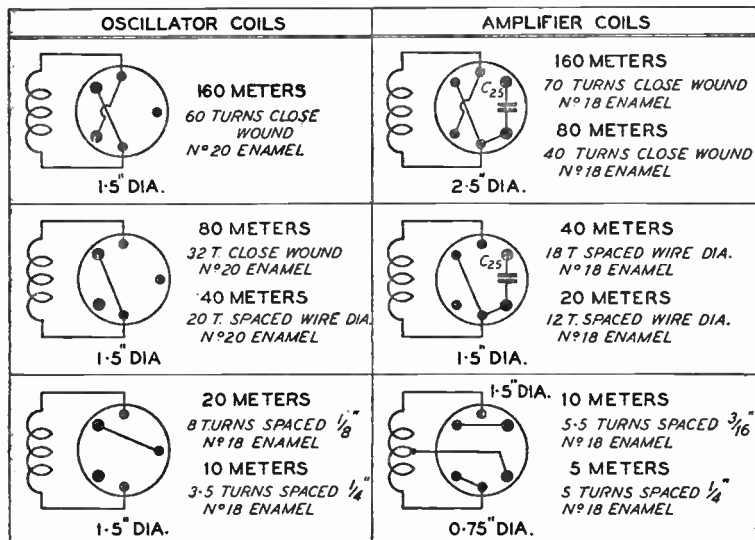 OSCILLATOR COILS
AMPLIFIER COILS
160 METERS
60 TURNS CLOSE
WOUND
Nº 20 ENAMEL
1·5" DIA.
C25
160 METERS
70 TURNS CLOSE WOUND
Nº 18 ENAMEL
80 METERS
40 TURNS CLOSE WOUND
Nº 18 ENAMEL
2·5" DIA.
80 METERS
32 T. CLOSE WOUND
Nº 20 ENAMEL
40 METERS
20 T. SPACED WIRE DIA.
Nº 20 ENAMEL
1·5" DIA
C25
40 METERS
18 T SPACED WIRE DIA.
Nº 18 ENAMEL
20 METERS
12 T. SPACED WIRE DIA.
Nº 18 ENAMEL
1·5" DIA.
20 METERS
8 TURNS SPACED 1/8"
Nº 18 ENAMEL
10 METERS
3·5 TURNS SPACED 1/4"
Nº 18 ENAMEL
1·5" DIA.
1·5" DIA.
10 METERS
5·5 TURNS SPACED 3/16"
Nº 18 ENAMEL
5 METERS
5 TURNS SPACED 1/4"
Nº 18 ENAMEL
0·75" DIA.